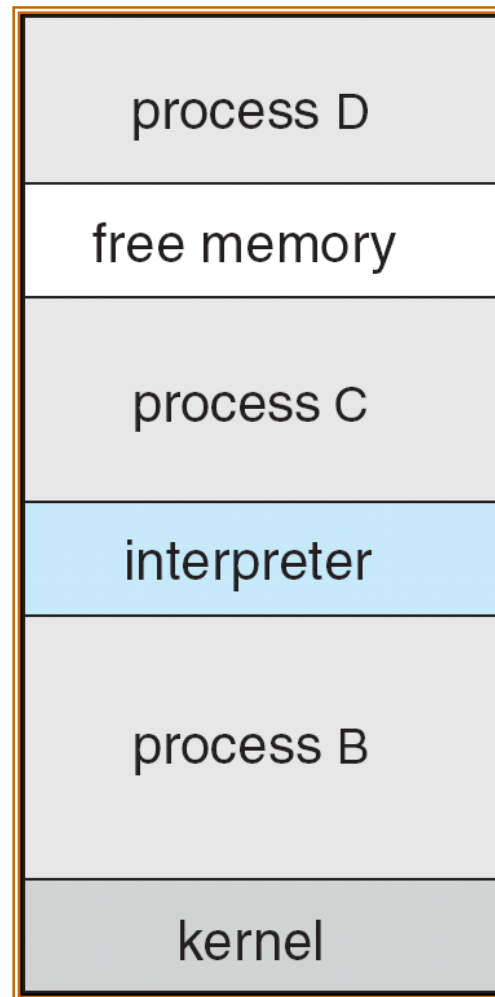 process D
free memory
process C
interpreter
process B
kernel